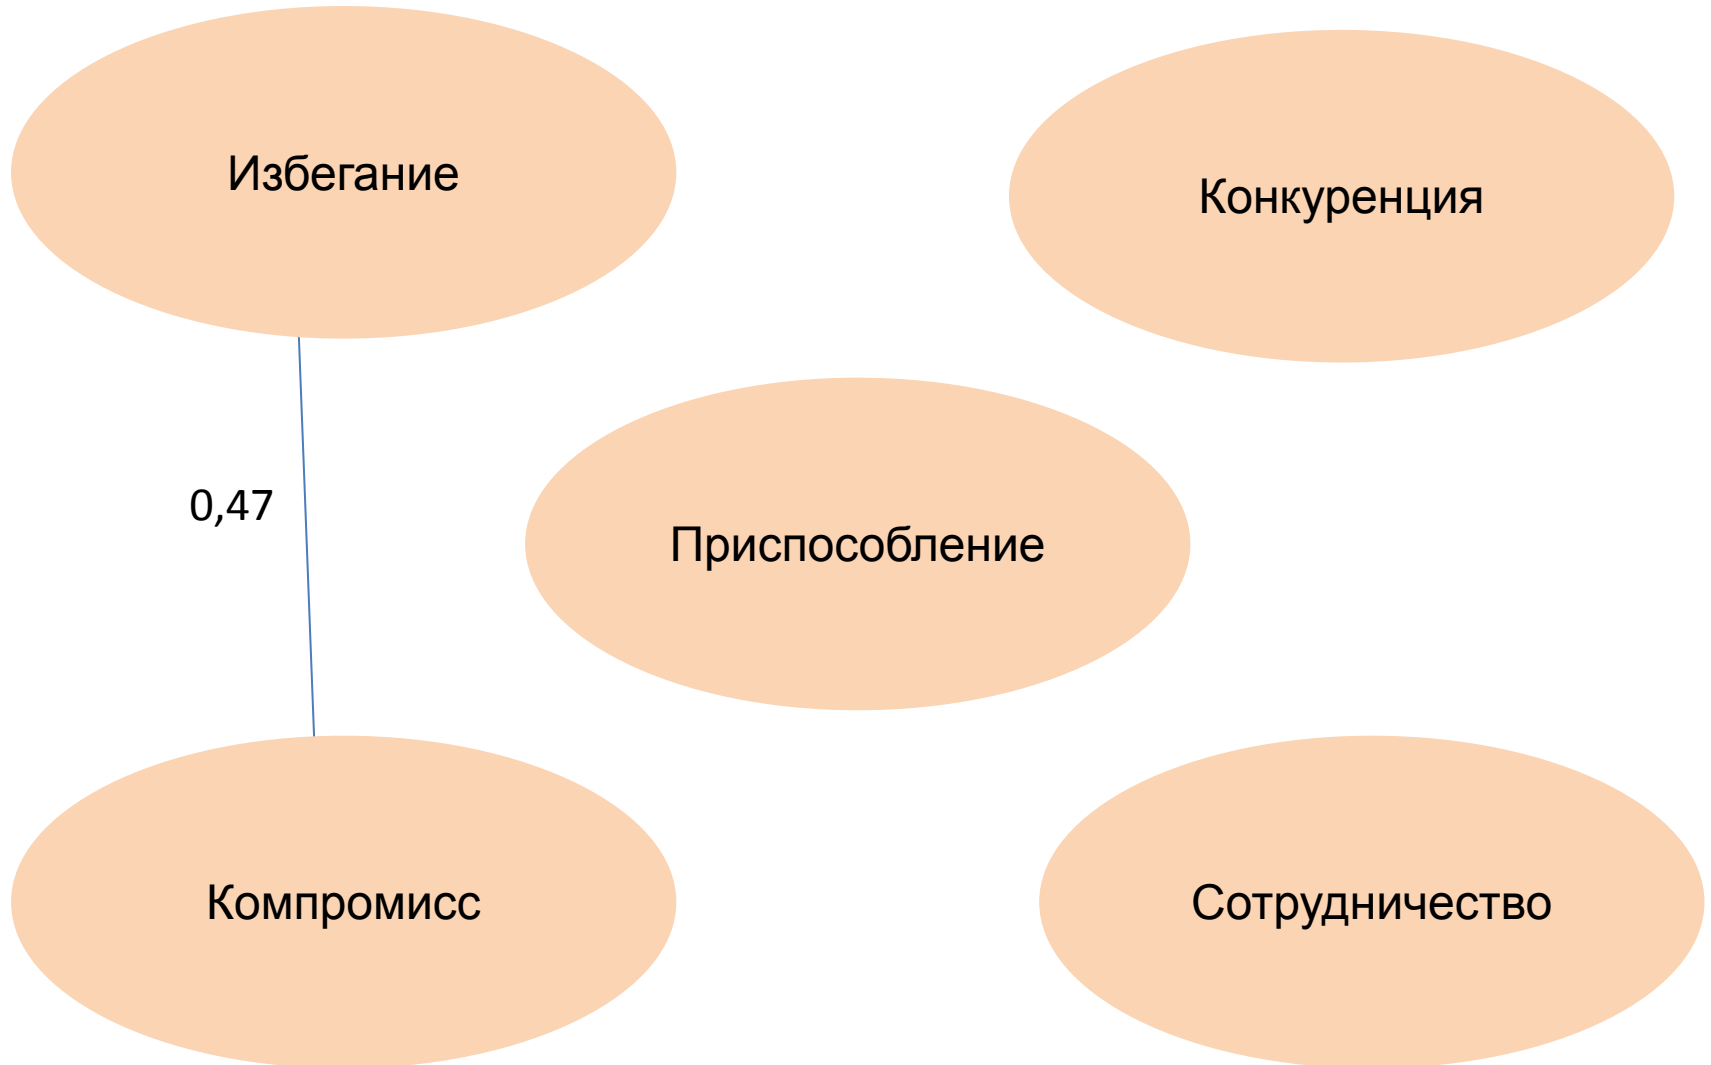 Избегание
Конкуренция
0,47
Приспособление
Компромисс
Сотрудничество